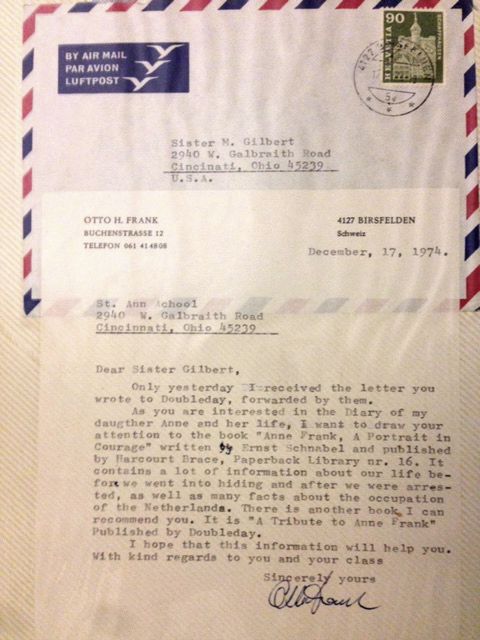 90
HELVETIA
SCHAFFHAUSEN
BY AIR MAIL
PAR AVION
LUFTPOST
Sister M. Gilbert
2940 W. Galbraith Road
Cincinati, Ohio 45239
U.S.A.
OTTO H. FRANK
BUCHENSTRASSE 12
TELEFON 061 41 48 08
4127 BIRSFELDEN
Schweiz
December, 17, 1974.
St. Ann Achool
2940 W. Galbraith Road
Cincinnati, Ohio 45239
Dear Sister Gilbert,
Only yesterday I received the letter you
wrote to Doubleday, forwarded by them.
As you are interested in the Diary of my
daugther Anne and her life, I want to draw your
attention to the book "Anne Frank, A Portrait in
Courage" written by Ernst Schnabel and published
by Harcourt Brace, Paperback Library nr. 16. It
contains a lot of information about our life be-
fore we went into hiding and after we were arres-
ted, as well as many facts about the occupation
of the Netherlands. There is another book I can
recommend you. It is "A Tribute to Anne Frank"
Published by Doubleday.
I hope that this information will help you.
With kind regards to you and your class
Sincerely yours
Otto Frank